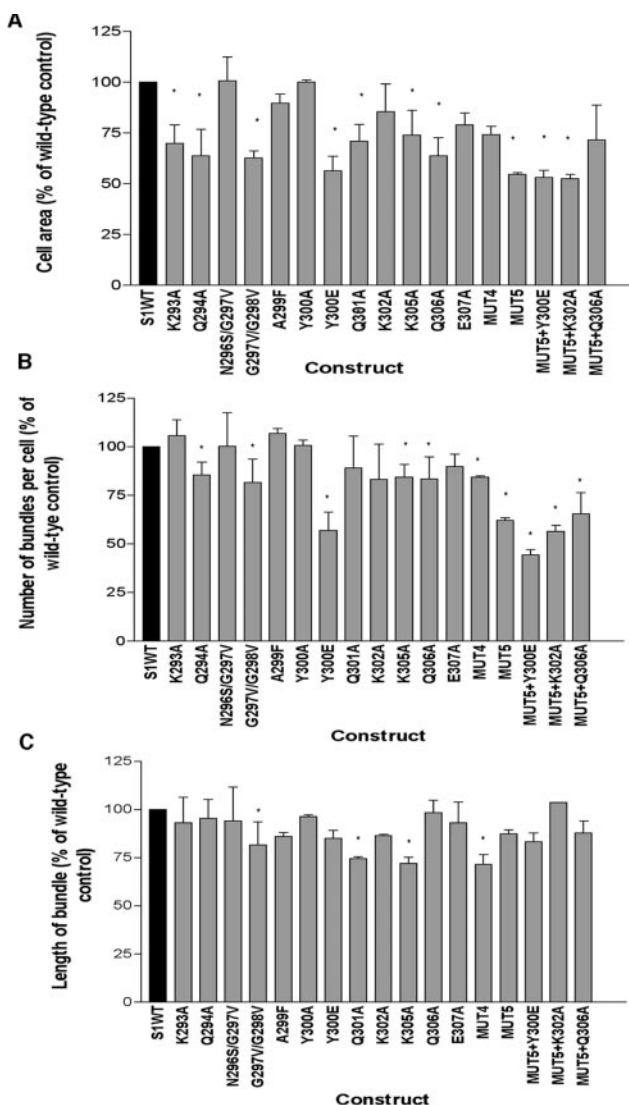 A
Cell area (% of wild-type control)
125
100
75
50
25
0
S1WT
K293A
Q294A
N296S/G297V
G297V/G298V
A299F
Y300A
Y300E
Q301A
K302A
K305A
Q306A
E307A
MUT4
MUT5
MUT5+Y300E
MUT5+K302A
MUT5+Q306A
Construct
B
Number of bundles per cell (% of
wild-tye control)
125
100
75
50
25
0
S1WT
K293A
Q294A
N296S/G297V
G297V/G298V
A299F
Y300A
Y300E
Q301A
K302A
K305A
Q306A
E307A
MUT4
MUT5
MUT5+Y300E
MUT5+K302A
MUT5+Q306A
Construct
C
Length of bundle (% of wild-type
control)
125
100
75
50
25
0
S1WT
K293A
Q294A
N296S/G297V
G297V/G298V
A299F
Y300A
Y300E
Q301A
K302A
K305A
Q306A
E307A
MUT4
MUT5
MUT5+Y300E
MUT5+K302A
MUT5+Q306A
Construct